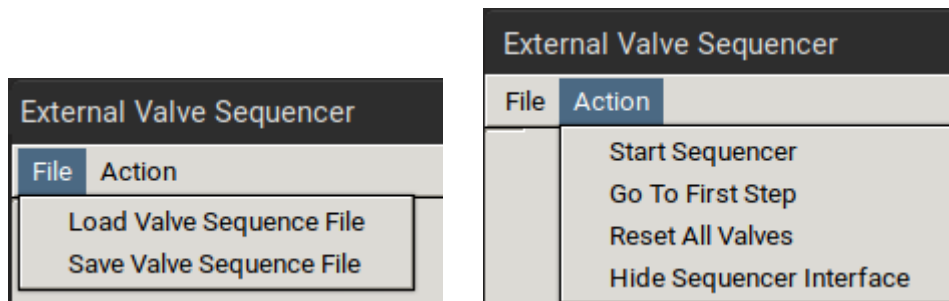 External Valve Sequencer
File Action
Load Valve Sequence File
Save Valve Sequence File
External Valve Sequencer
File Action
Start Sequencer
Go To First Step
Reset All Valves
Hide Sequencer Interface